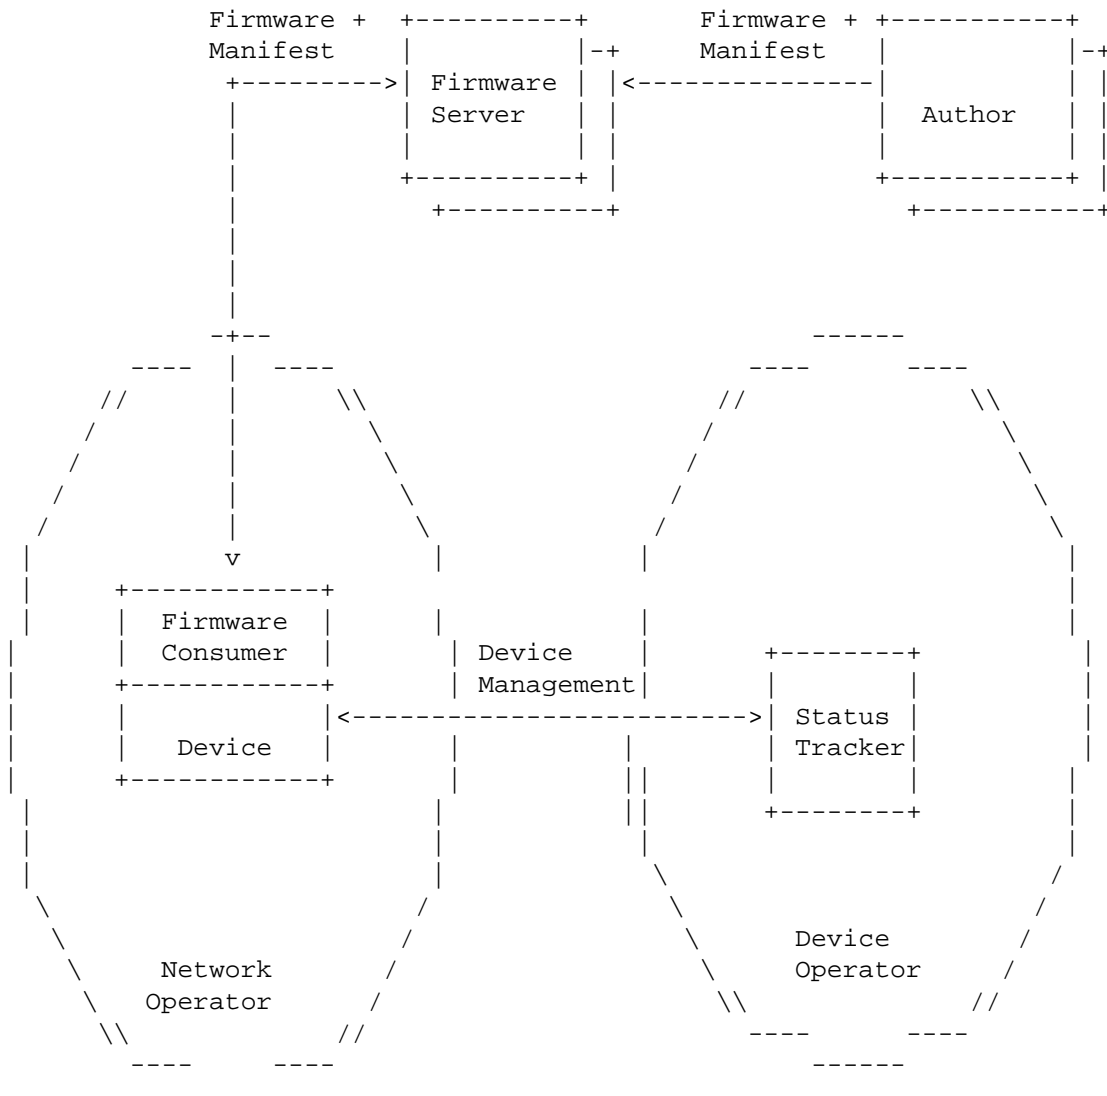 Firmware +
Manifest
Firmware +
Manifest
Firmware
Server
Author
v
Firmware
Consumer
Device
Device
Management
Status
Tracker
Network
Operator
Device
Operator